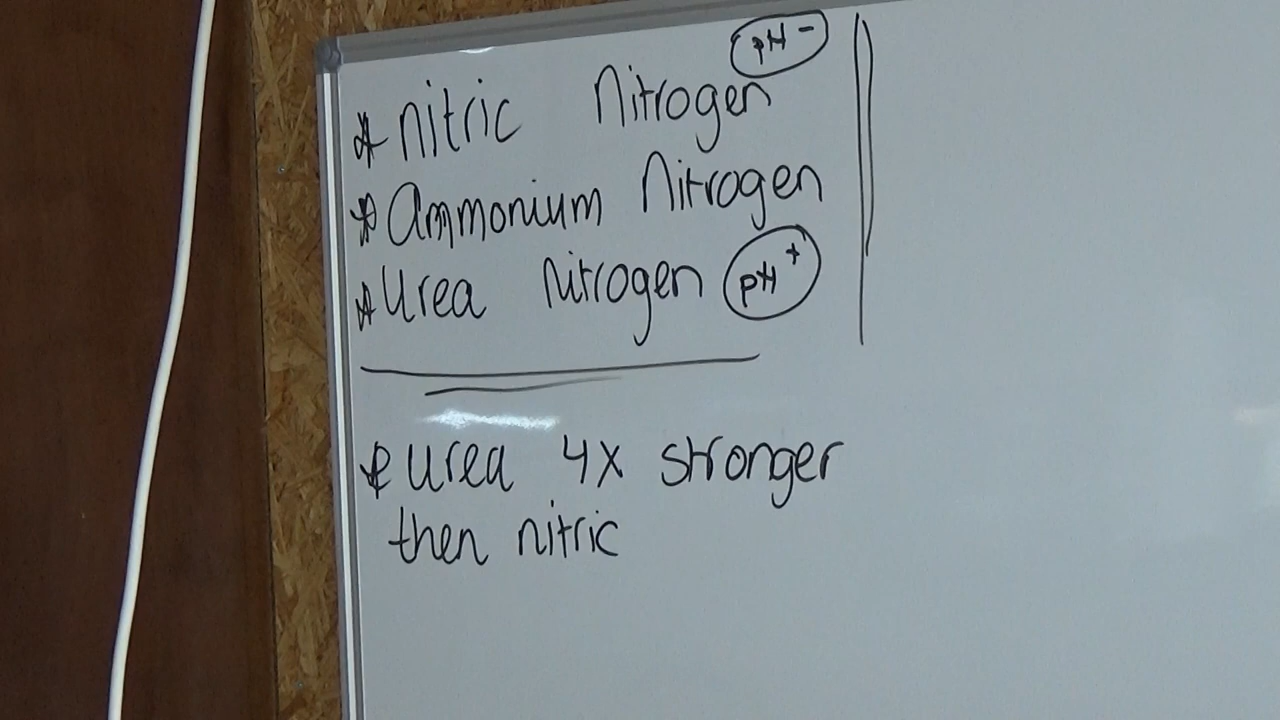 * nitric Nitrogen pH -
* Ammonium Nitrogen
* Urea nitrogen pH +
* urea 4x stronger
then nitric